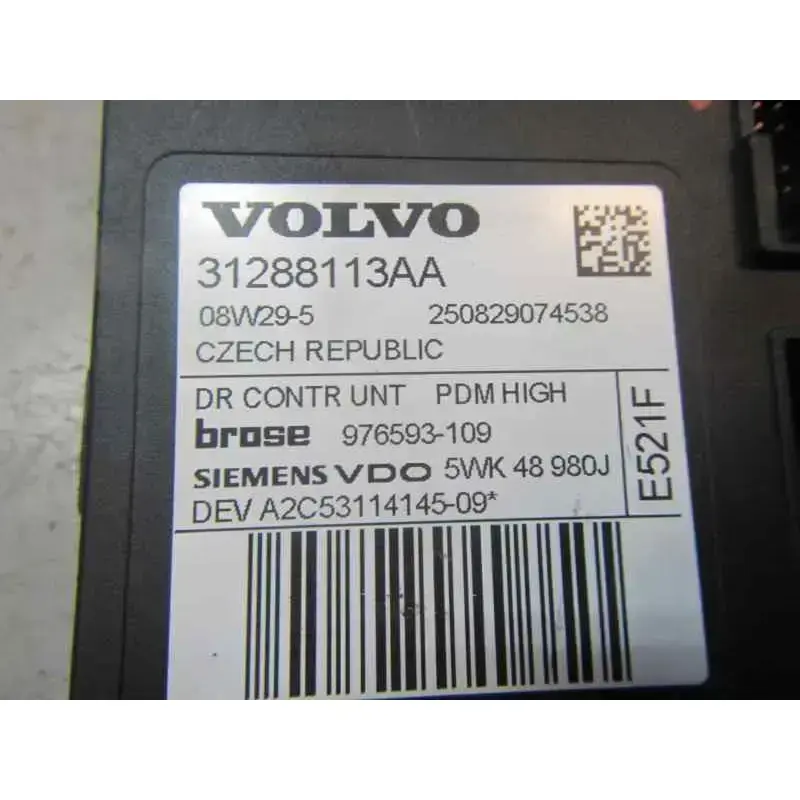 VOLVO
31288113AA
08W29-5 250829074538
CZECH REPUBLIC
DR CONTR UNT PDM HIGH
brose 976593-109
SIEMENS VDO 5WK 48 980J
DEV A2C53114145-09*
E521F